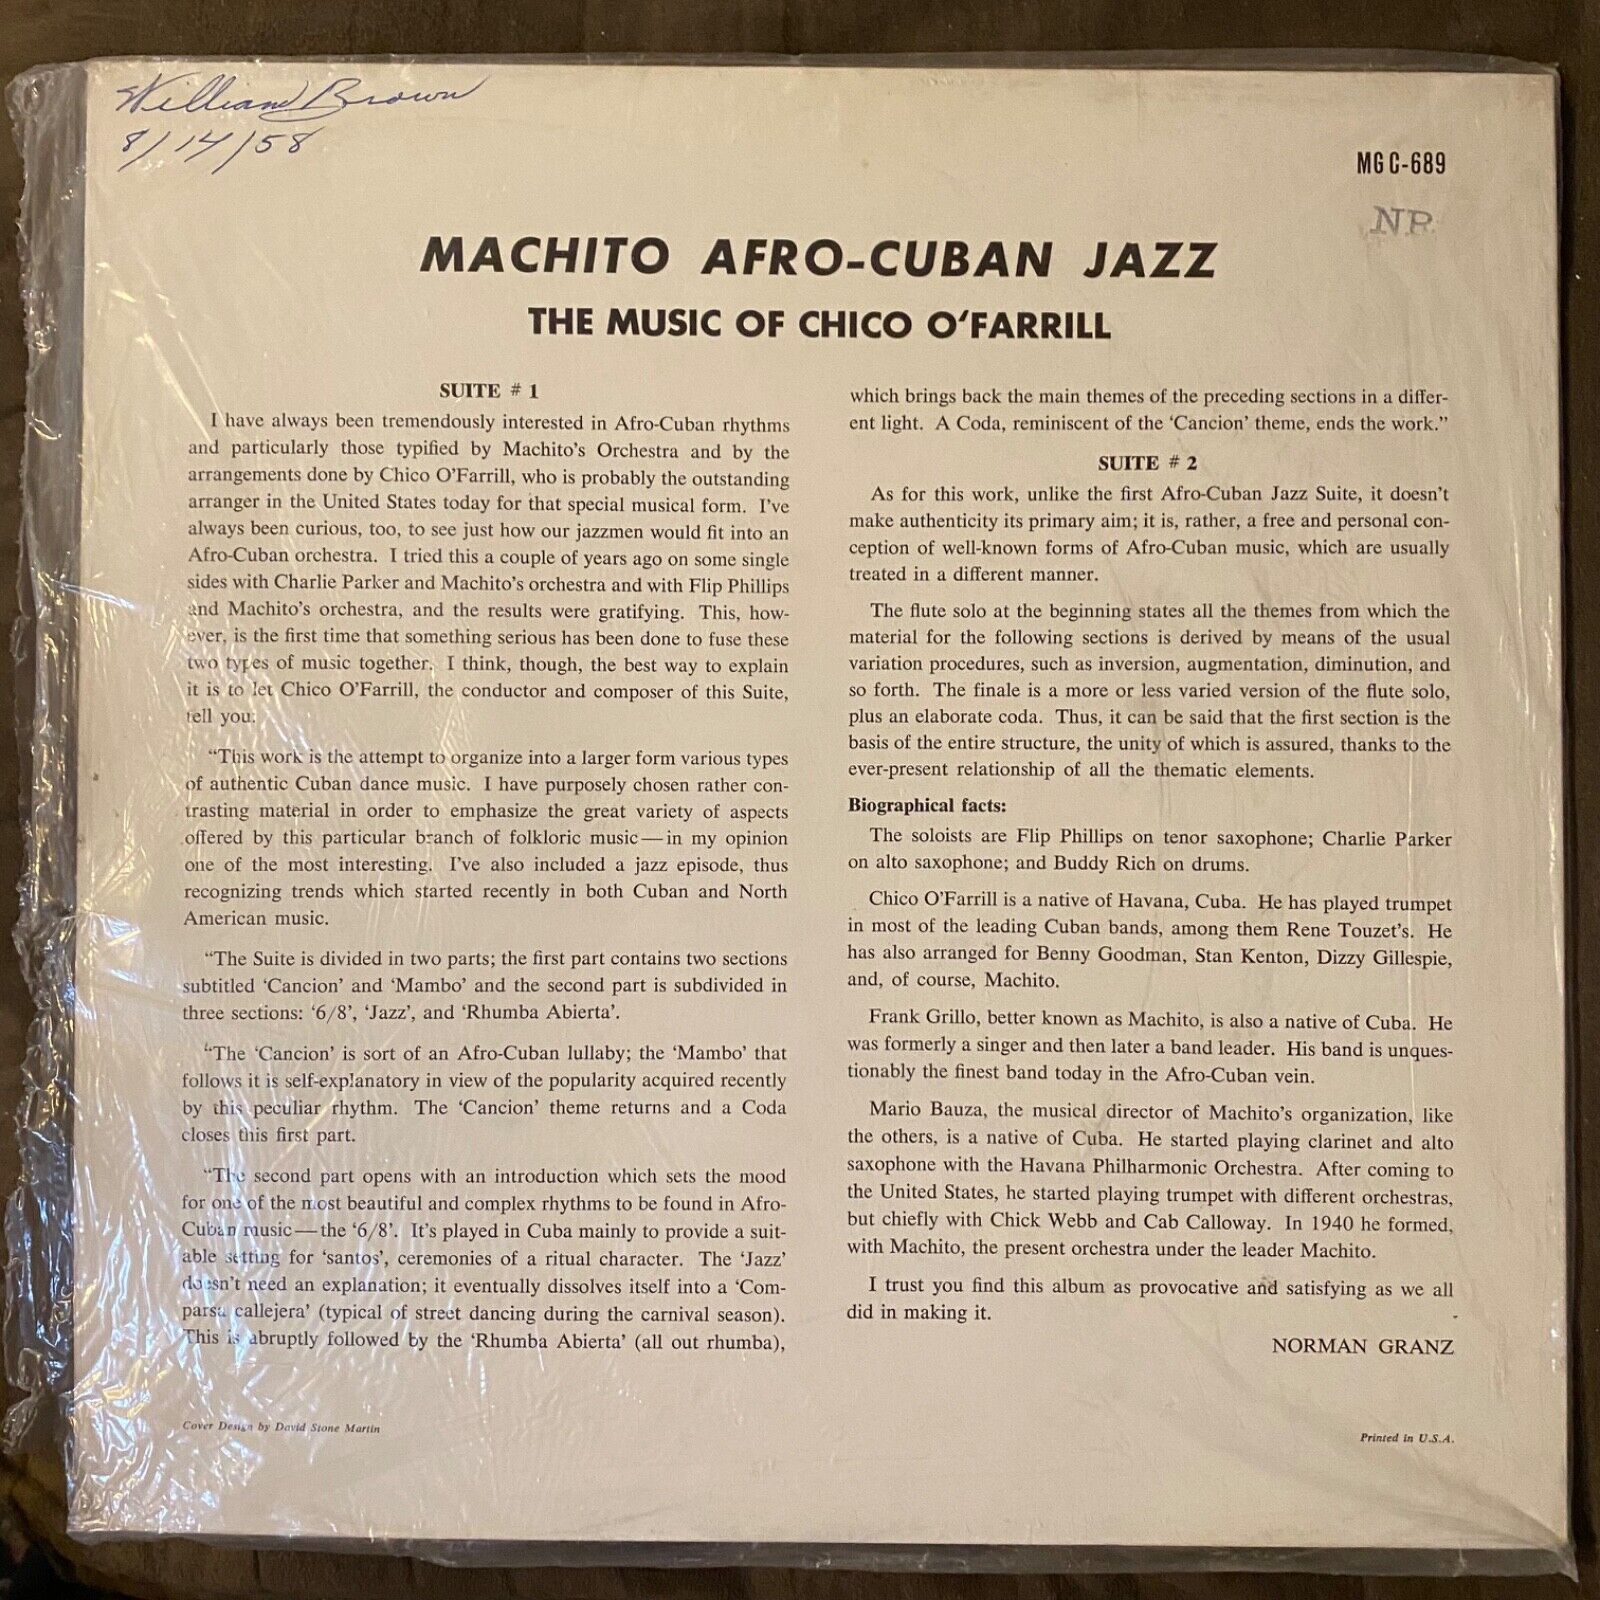 William Brown
8/14/58
MG C-689
NP
MACHITO AFRO-CUBAN JAZZ
THE MUSIC OF CHICO O'FARRILL
SUITE # 1
I have always been tremendously interested in Afro-Cuban rhythms
and particularly those typified by Machito's Orchestra and by the
arrangements done by Chico O'Farrill, who is probably the outstanding
arranger in the United States today for that special musical form. I've
always been curious, too, to see just how our jazzmen would fit into an
Afro-Cuban orchestra. I tried this a couple of years ago on some single
sides with Charlie Parker and Machito's orchestra and with Flip Phillips
and Machito's orchestra, and the results were gratifying. This, how-
ever, is the first time that something serious has been done to fuse these
two types of music together. I think, though, the best way to explain
it is to let Chico O'Farrill, the conductor and composer of this Suite,
tell you:
“This work is the attempt to organize into a larger form various types
of authentic Cuban dance music. I have purposely chosen rather con-
trasting material in order to emphasize the great variety of aspects
offered by this particular branch of folkloric music—in my opinion
one of the most interesting. I've also included a jazz episode, thus
recognizing trends which started recently in both Cuban and North
American music.
“The Suite is divided in two parts; the first part contains two sections
subtitled ‘Cancion’ and ‘Mambo’ and the second part is subdivided in
three sections: ‘6/8’, ‘Jazz’, and ‘Rhumba Abierta’.
“The ‘Cancion’ is sort of an Afro-Cuban lullaby; the ‘Mambo’ that
follows it is self-explanatory in view of the popularity acquired recently
by this peculiar rhythm. The ‘Cancion’ theme returns and a Coda
closes this first part.
“The second part opens with an introduction which sets the mood
for one of the most beautiful and complex rhythms to be found in Afro-
Cuban music—the ‘6/8’. It's played in Cuba mainly to provide a suit-
able setting for ‘santos’, ceremonies of a ritual character. The ‘Jazz’
doesn't need an explanation; it eventually dissolves itself into a ‘Com-
parsa callejera’ (typical of street dancing during the carnival season).
This is abruptly followed by the ‘Rhumba Abierta’ (all out rhumba),
which brings back the main themes of the preceding sections in a differ-
ent light. A Coda, reminiscent of the ‘Cancion’ theme, ends the work.”
SUITE # 2
As for this work, unlike the first Afro-Cuban Jazz Suite, it doesn't
make authenticity its primary aim; it is, rather, a free and personal con-
ception of well-known forms of Afro-Cuban music, which are usually
treated in a different manner.
The flute solo at the beginning states all the themes from which the
material for the following sections is derived by means of the usual
variation procedures, such as inversion, augmentation, diminution, and
so forth. The finale is a more or less varied version of the flute solo,
plus an elaborate coda. Thus, it can be said that the first section is the
basis of the entire structure, the unity of which is assured, thanks to the
ever-present relationship of all the thematic elements.
Biographical facts:
The soloists are Flip Phillips on tenor saxophone; Charlie Parker
on alto saxophone; and Buddy Rich on drums.
Chico O'Farrill is a native of Havana, Cuba. He has played trumpet
in most of the leading Cuban bands, among them Rene Touzet's. He
has also arranged for Benny Goodman, Stan Kenton, Dizzy Gillespie,
and, of course, Machito.
Frank Grillo, better known as Machito, is also a native of Cuba. He
was formerly a singer and then later a band leader. His band is unques-
tionably the finest band today in the Afro-Cuban vein.
Mario Bauza, the musical director of Machito's organization, like
the others, is a native of Cuba. He started playing clarinet and alto
saxophone with the Havana Philharmonic Orchestra. After coming to
the United States, he started playing trumpet with different orchestras,
but chiefly with Chick Webb and Cab Calloway. In 1940 he formed,
with Machito, the present orchestra under the leader Machito.
I trust you find this album as provocative and satisfying as we all
did in making it.
NORMAN GRANZ
Cover Design by David Stone Martin
Printed in U.S.A.